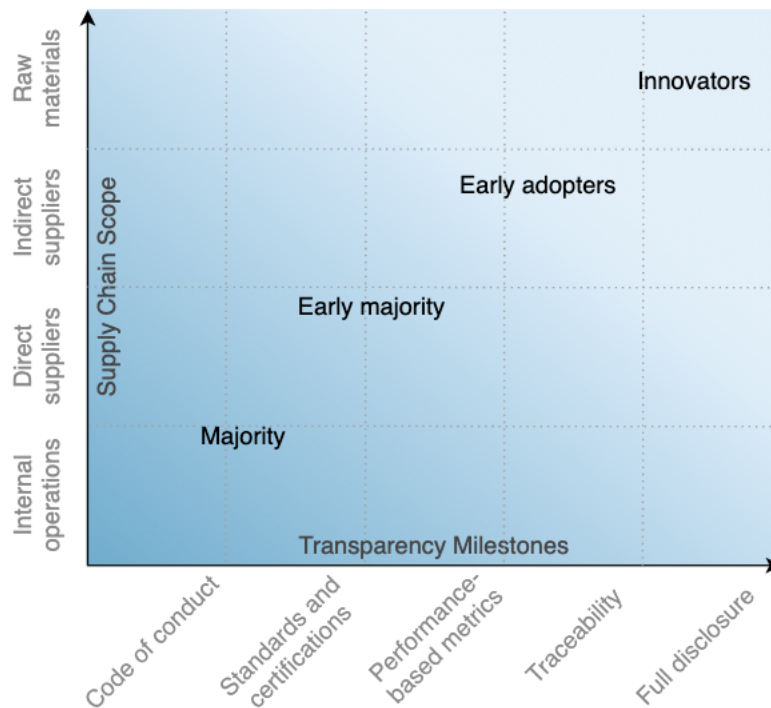 Raw
materials
Indirect
suppliers
Direct
suppliers
Internal
operations
Supply Chain Scope
Innovators
Early adopters
Early majority
Majority
Transparency Milestones
Code of conduct
Standards and
certifications
Performance-
based metrics
Traceability
Full disclosure